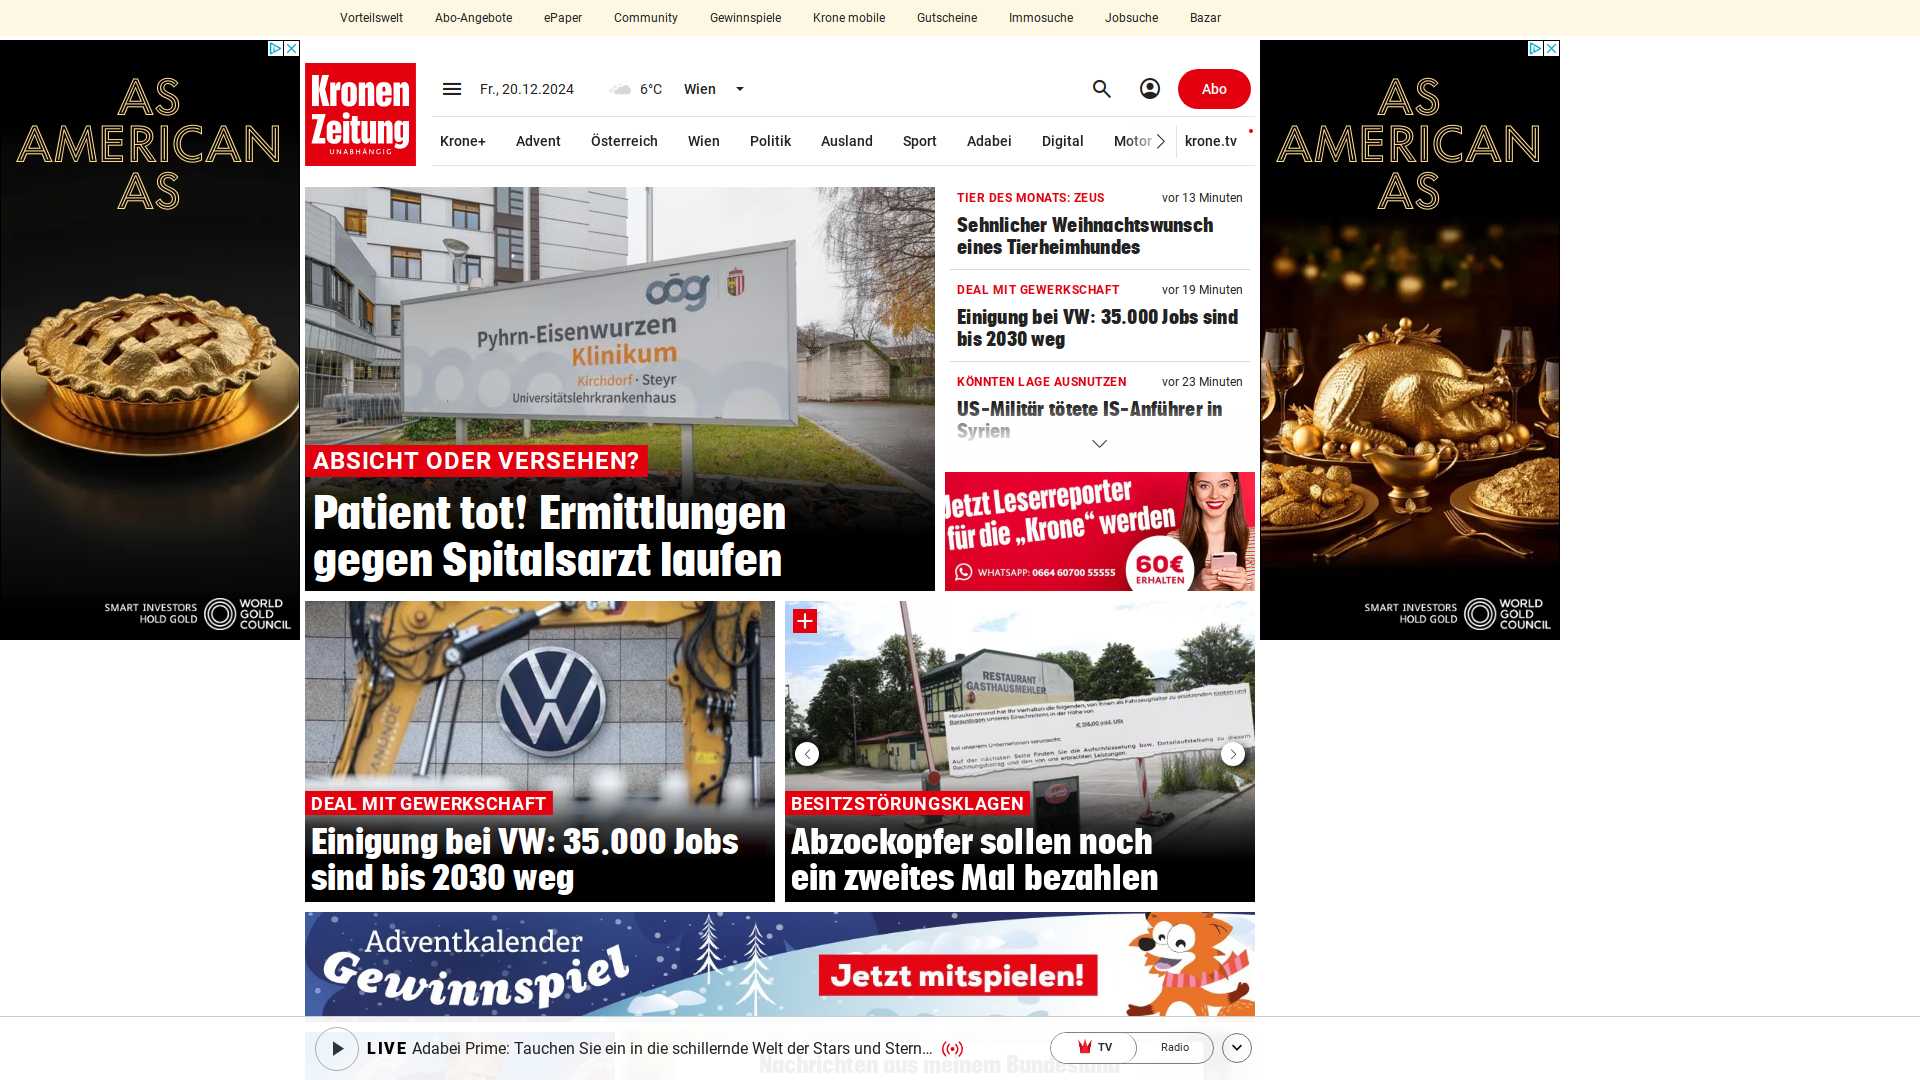 Vorteilswelt
Abo-Angebote
ePaper
Community
Gewinnspiele
Krone mobile
Gutscheine
Immosuche
Jobsuche
Bazar
AS
AMERICAN
AS
SMART INVESTORS
HOLD GOLD
WORLD
GOLD
COUNCIL
Kronen
Zeitung
UNABHÄNGIG
Fr., 20.12.2024
6°C
Wien
Abo
Krone+
Advent
Österreich
Wien
Politik
Ausland
Sport
Adabei
Digital
Motor
krone.tv
oög
Pyhrn-Eisenwurzen
Klinikum
Kirchdorf · Steyr
Universitätslehrkrankenhaus
ABSICHT ODER VERSEHEN?
Patient tot! Ermittlungen
gegen Spitalsarzt laufen
TIER DES MONATS: ZEUS
vor 13 Minuten
Sehnlicher Weihnachtswunsch
eines Tierheimhundes
DEAL MIT GEWERKSCHAFT
vor 19 Minuten
Einigung bei VW: 35.000 Jobs sind
bis 2030 weg
KÖNNTEN LAGE AUSNUTZEN
vor 23 Minuten
US-Militär tötete IS-Anführer in
Syrien
Jetzt Leserreporter
für die „Krone“ werden
WHATSAPP: 0664 60700 55555
60€
ERHALTEN
AS
AMERICAN
AS
SMART INVESTORS
HOLD GOLD
WORLD
GOLD
COUNCIL
DEAL MIT GEWERKSCHAFT
Einigung bei VW: 35.000 Jobs
sind bis 2030 weg
RESTAURANT
GASTHAUSMEHLER
BESITZSTÖRUNGSKLAGEN
Abzockopfer sollen noch
ein zweites Mal bezahlen
Adventkalender
Gewinnspiel
Jetzt mitspielen!
LIVE Adabei Prime: Tauchen Sie ein in die schillernde Welt der Stars und Stern...
TV
Radio
Nachrichten aus meinem Bundesland